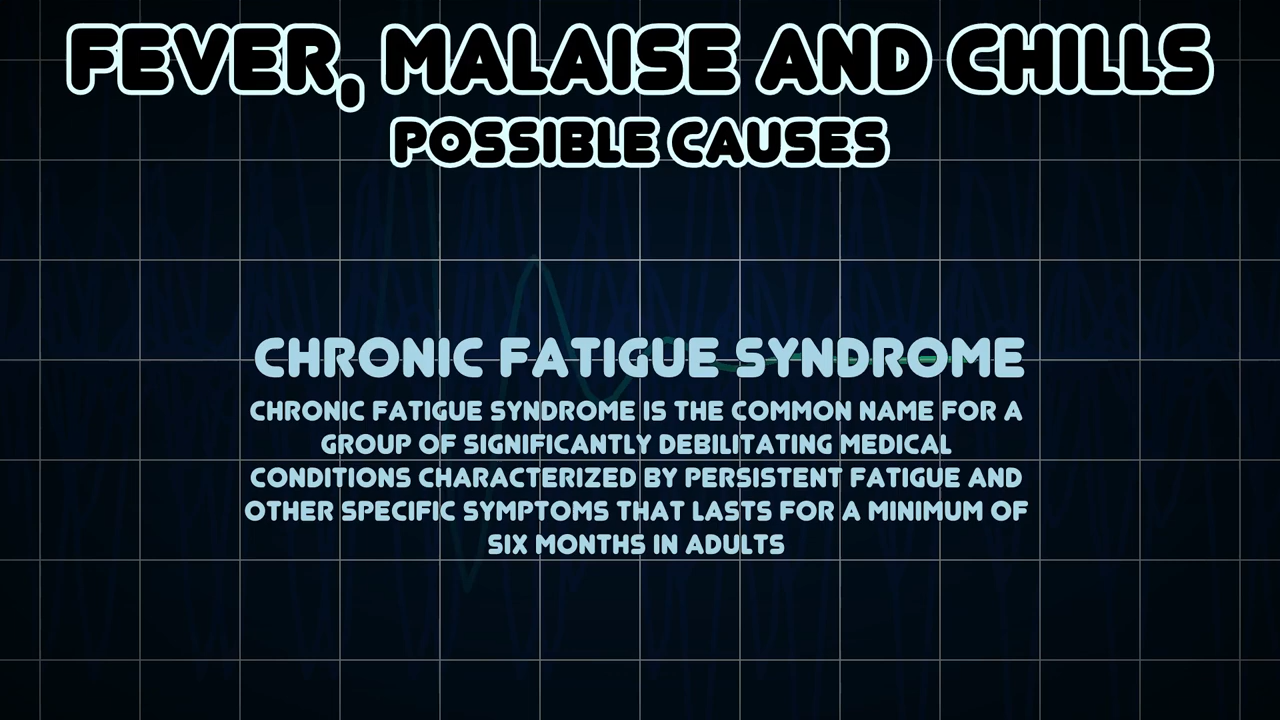 FEVER, MALAISE AND CHILLS
POSSIBLE CAUSES
CHRONIC FATIGUE SYNDROME
CHRONIC FATIGUE SYNDROME IS THE COMMON NAME FOR A
GROUP OF SIGNIFICANTLY DEBILITATING MEDICAL
CONDITIONS CHARACTERIZED BY PERSISTENT FATIGUE AND
OTHER SPECIFIC SYMPTOMS THAT LASTS FOR A MINIMUM OF
SIX MONTHS IN ADULTS